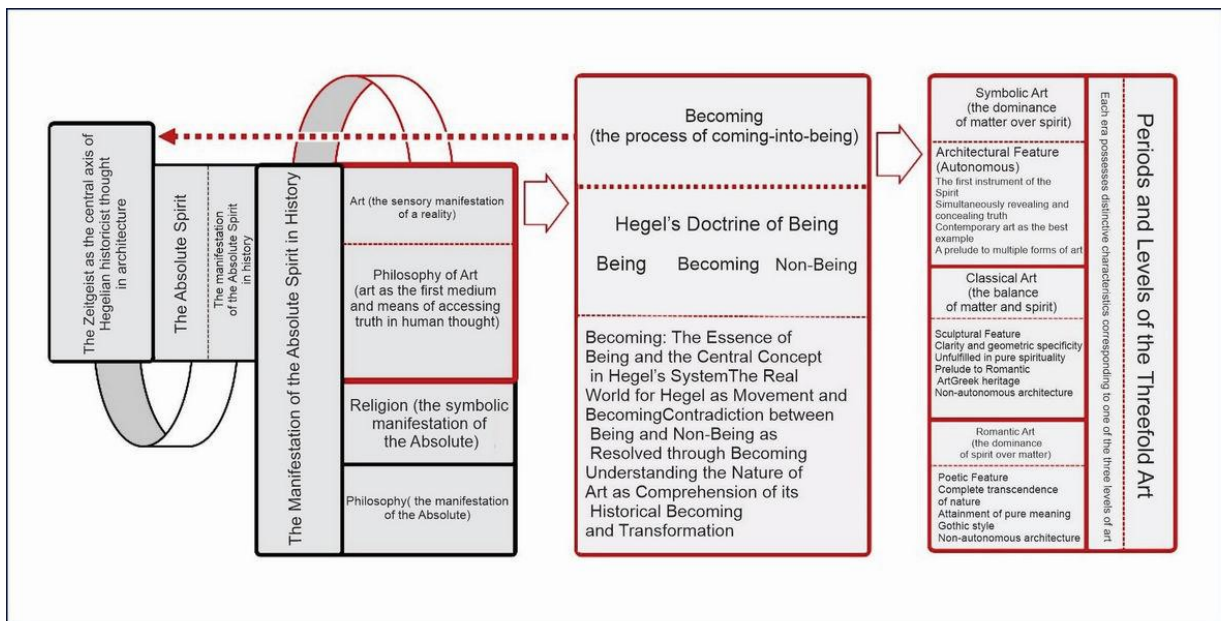 The Zeitgeist as the central axis of
Hegelian historicist thought
in architecture
The Absolute Spirit
The manifestation
of the Absolute Spirit
in history
The Manifestation of the Absolute Spirit in History
Art (the sensory manifestation
of a reality)
Philosophy of Art
(art as the first medium
and means of accessing
truth in human thought)
Religion (the symbolic
manifestation of
the Absolute)
Philosophy( the manifestation
of the Absolute)
Becoming
(the process of coming-into-being)
Hegel's Doctrine of Being
Being Becoming Non-Being
Becoming: The Essence of
Being and the Central Concept
in Hegel's SystemThe Real
World for Hegel as Movement and
BecomingContradiction between
Being and Non-Being as
Resolved through Becoming
Understanding the Nature of
Art as Comprehension of its
Historical Becoming
and Transformation
Symbolic Art
(the dominance
of matter over spirit)
Architectural Feature
(Autonomous)
The first instrument of the
Spirit
Simultaneously revealing and
concealing truth
Contemporary art as the best
example
A prelude to multiple forms of art
Classical Art
(the balance
of matter and spirit)
Sculptural Feature
Clarity and geometric specificity
Unfulfilled in pure spirituality
Prelude to Romantic
ArtGreek heritage
Non-autonomous architecture
Romantic Art
(the dominance
of spirit over matter)
Poetic Feature
Complete transcendence
of nature
Attainment of pure meaning
Gothic style
Non-autonomous architecture
Each era possesses distinctive characteristics corresponding to one of the three levels of art
Periods and Levels of the Threefold Art